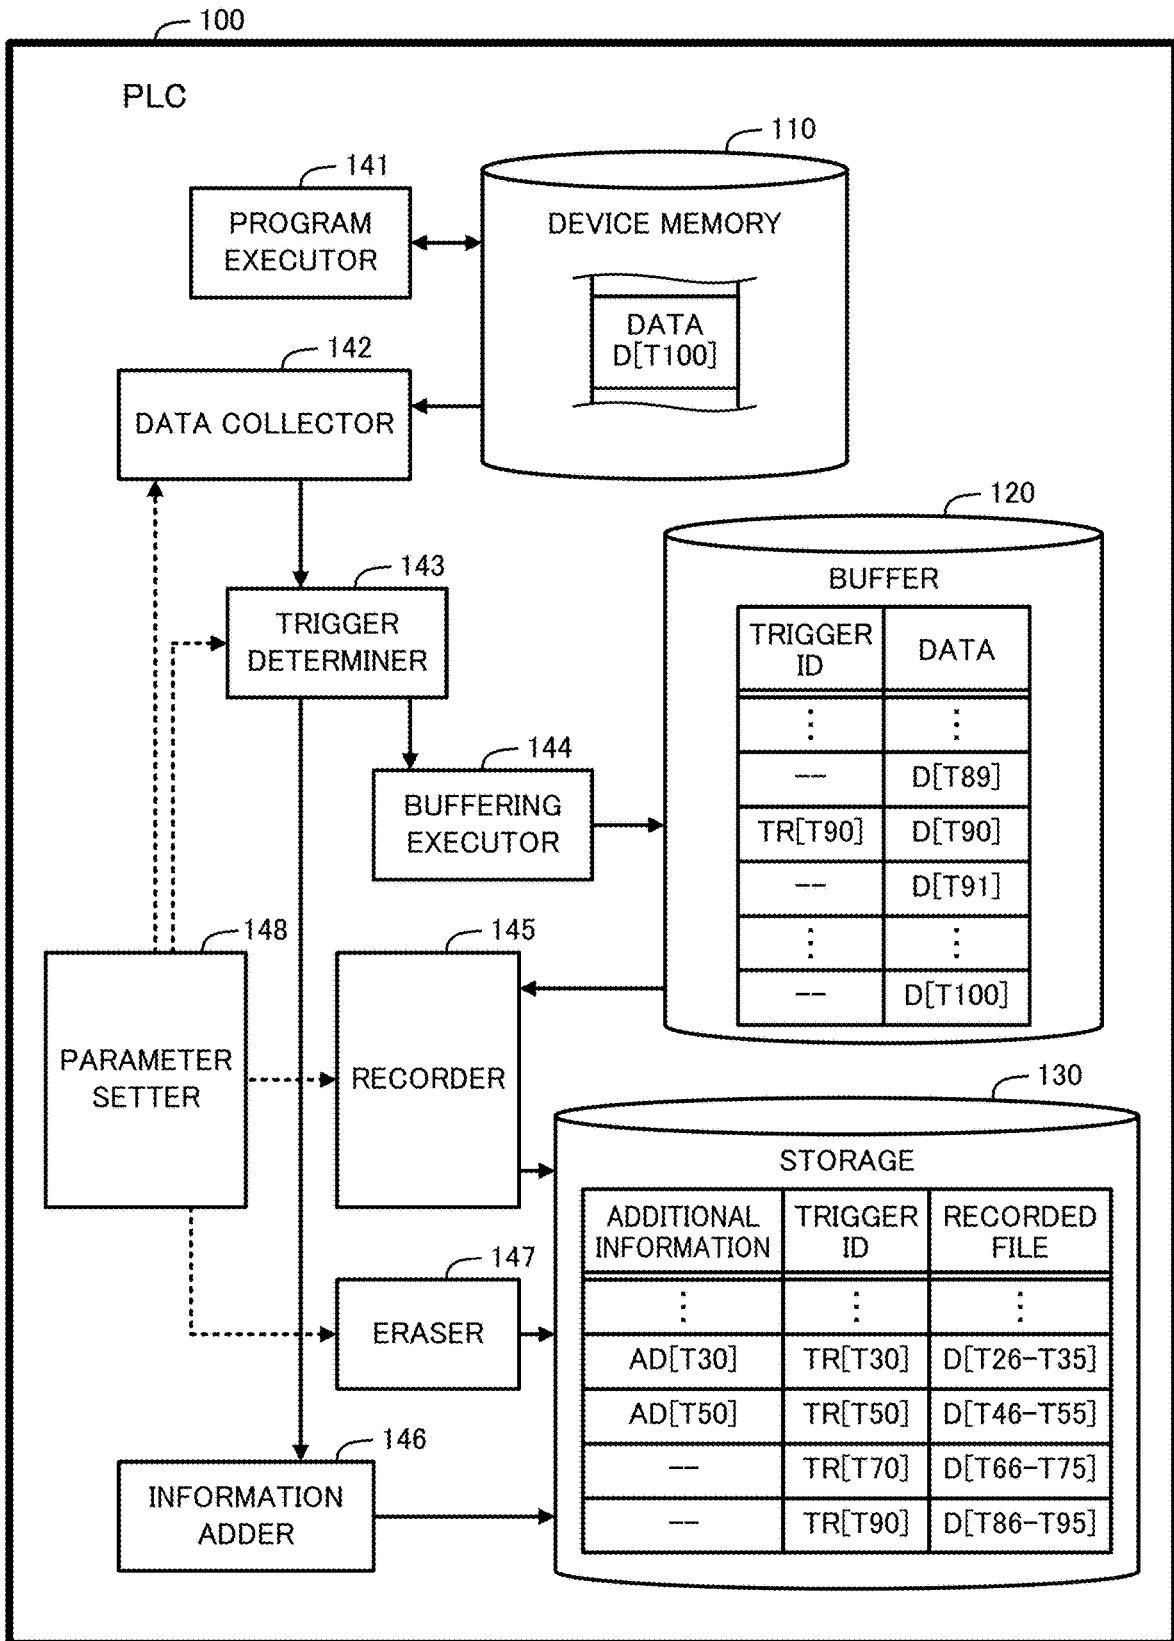 100
PLC
110
141
PROGRAM
EXECUTOR
DEVICE MEMORY
DATA
D[T100]
142
DATA COLLECTOR
120
BUFFER
TRIGGER
ID
DATA
-- D[T89]
TR[T90] D[T90]
-- D[T91]
-- D[T100]
143
TRIGGER
DETERMINER
144
BUFFERING
EXECUTOR
148
PARAMETER
SETTER
145
RECORDER
130
STORAGE
ADDITIONAL
INFORMATION
TRIGGER
ID
RECORDED
FILE
AD[T30] TR[T30] D[T26-T35]
AD[T50] TR[T50] D[T46-T55]
-- TR[T70] D[T66-T75]
-- TR[T90] D[T86-T95]
147
ERASER
146
INFORMATION
ADDER